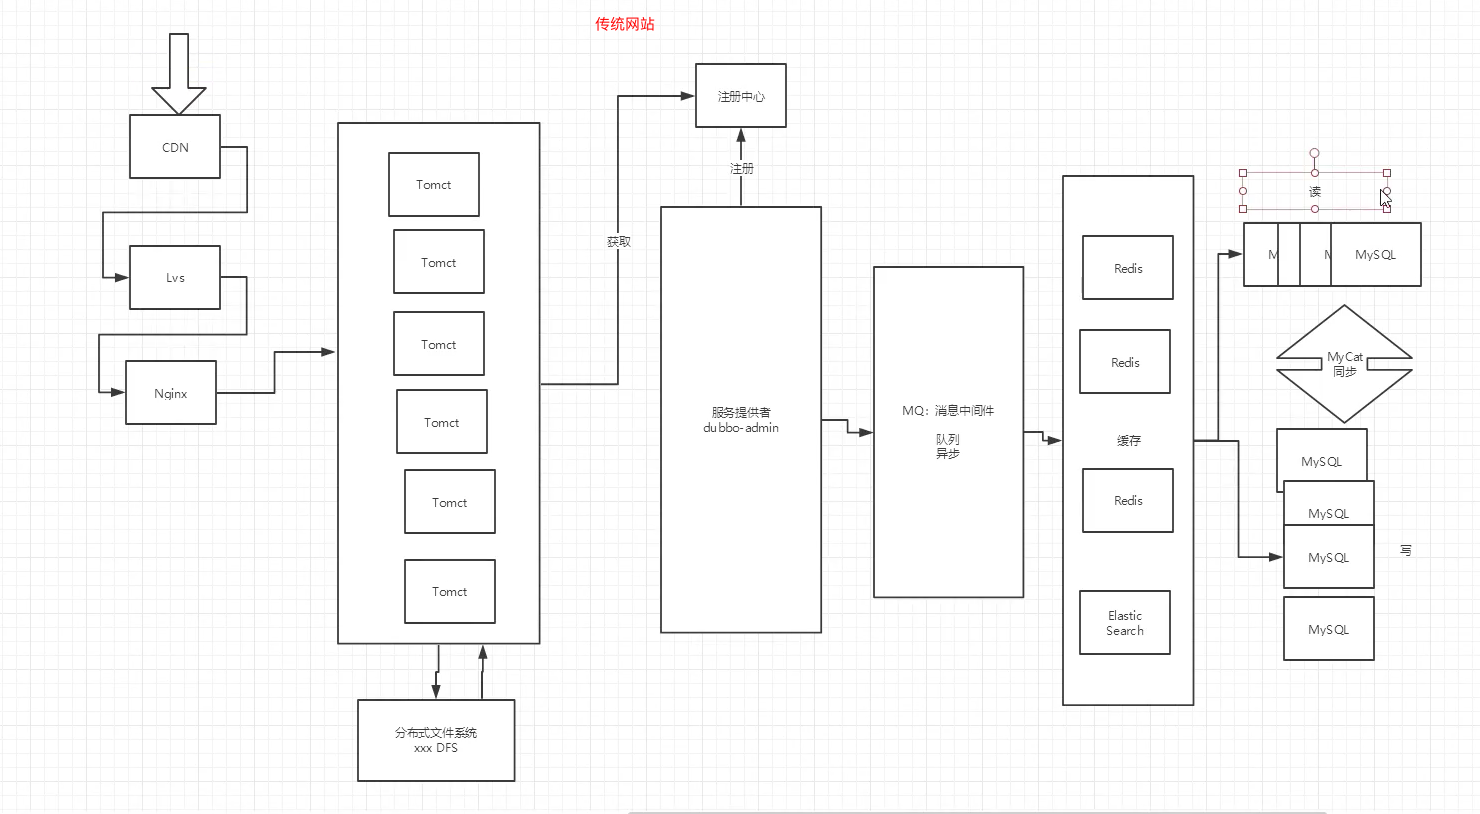 传统网站
CDN
Lvs
Nginx
Tomct
Tomct
Tomct
Tomct
Tomct
Tomct
分布式文件系统
xxx DFS
获取
注册中心
注册
服务提供者
dubbo-admin
MQ：消息中间件
队列
异步
Redis
Redis
缓存
Redis
Elastic
Search
读
M
M
MySQL
MyCat
同步
MySQL
MySQL
MySQL
写
MySQL